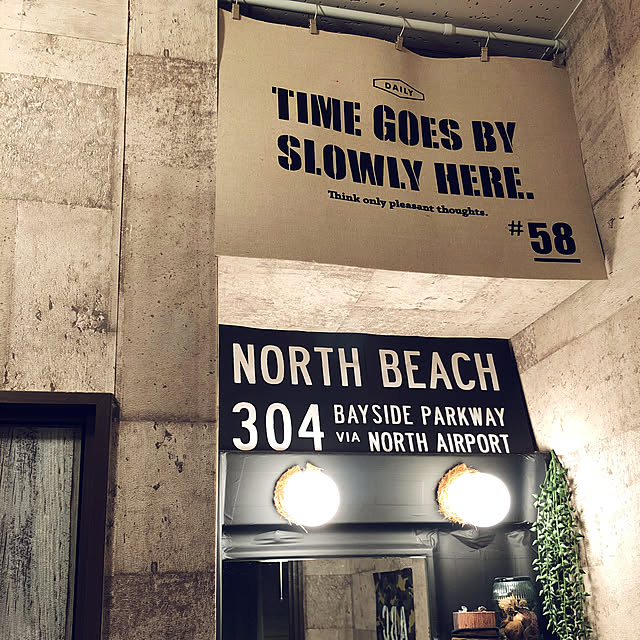 DAILY
TIME GOES BY
SLOWLY HERE.
Think only pleasant thoughts.
#58
NORTH BEACH
304 BAYSIDE PARKWAY
VIA NORTH AIRPORT